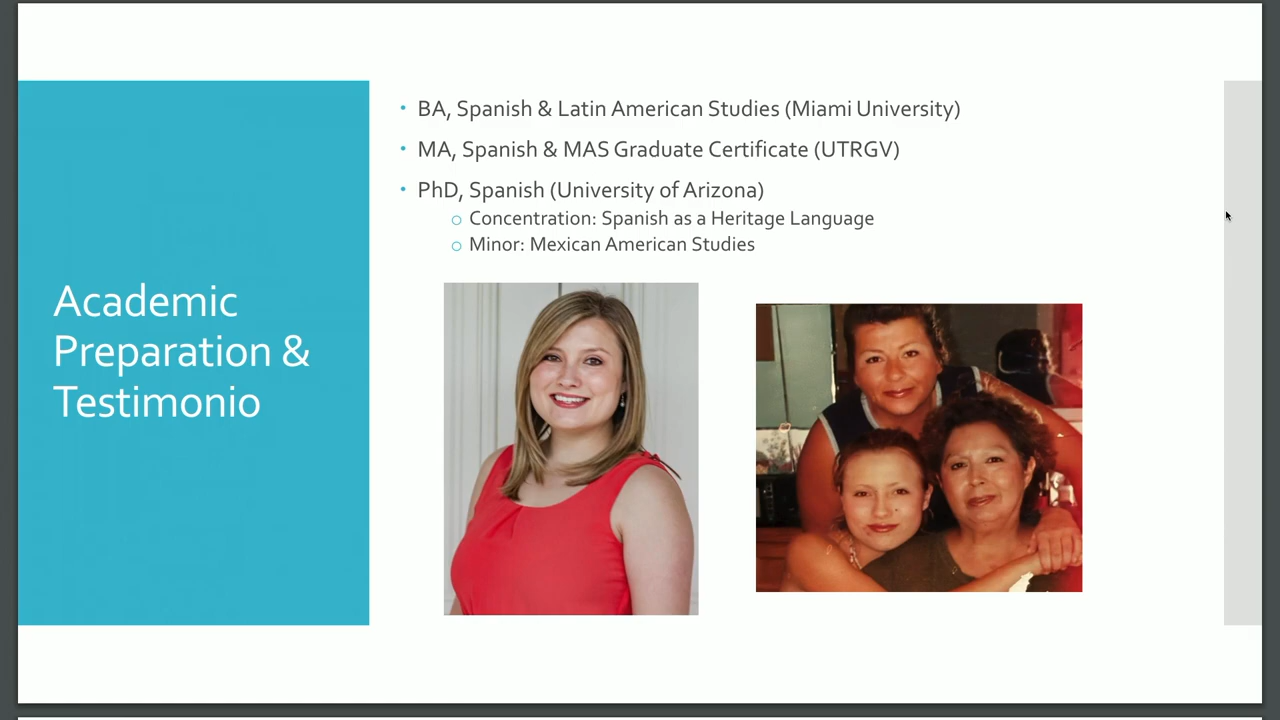 Academic
Preparation &
Testimonio
• BA, Spanish & Latin American Studies (Miami University)
• MA, Spanish & MAS Graduate Certificate (UTRGV)
• PhD, Spanish (University of Arizona)
o Concentration: Spanish as a Heritage Language
o Minor: Mexican American Studies